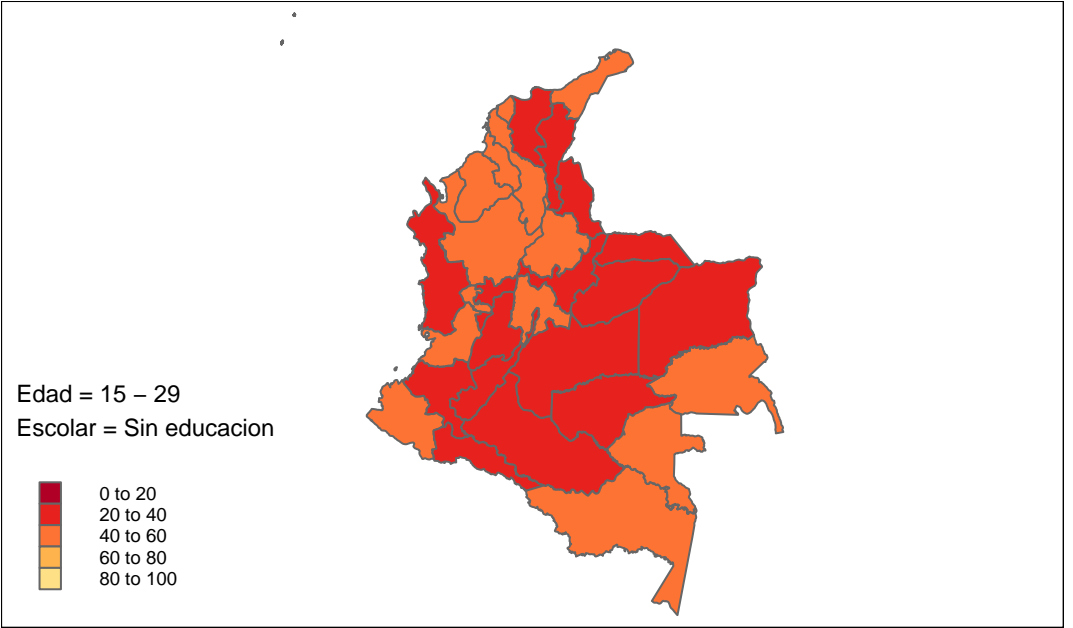 Edad = 15 – 29
Escolar = Sin educacion
0 to 20
20 to 40
40 to 60
60 to 80
80 to 100